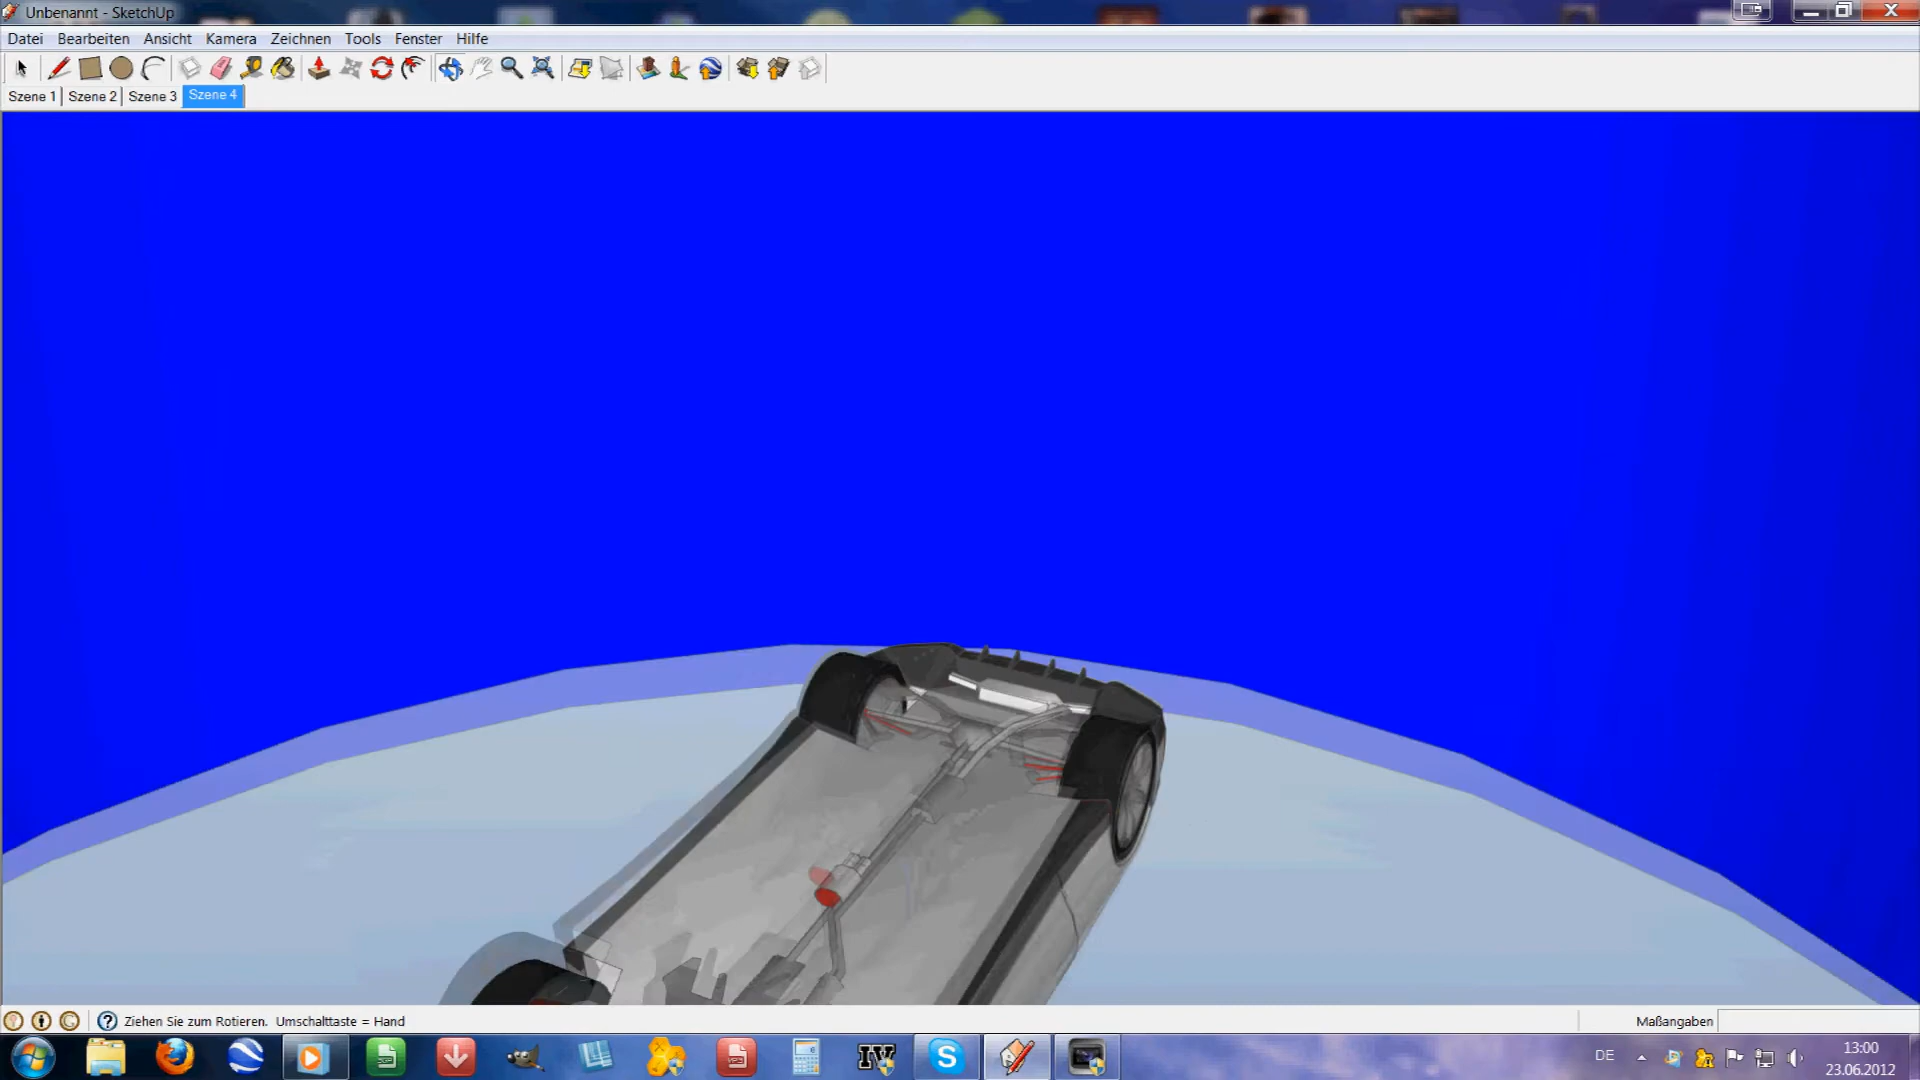 Unbenannt - SketchUp
Datei Bearbeiten Ansicht Kamera Zeichnen Tools Fenster Hilfe
Szene 1 Szene 2 Szene 3 Szene 4
Ziehen Sie zum Rotieren. Umschalttaste = Hand
Maßangaben
IV
DE
13:00
23.06.2012